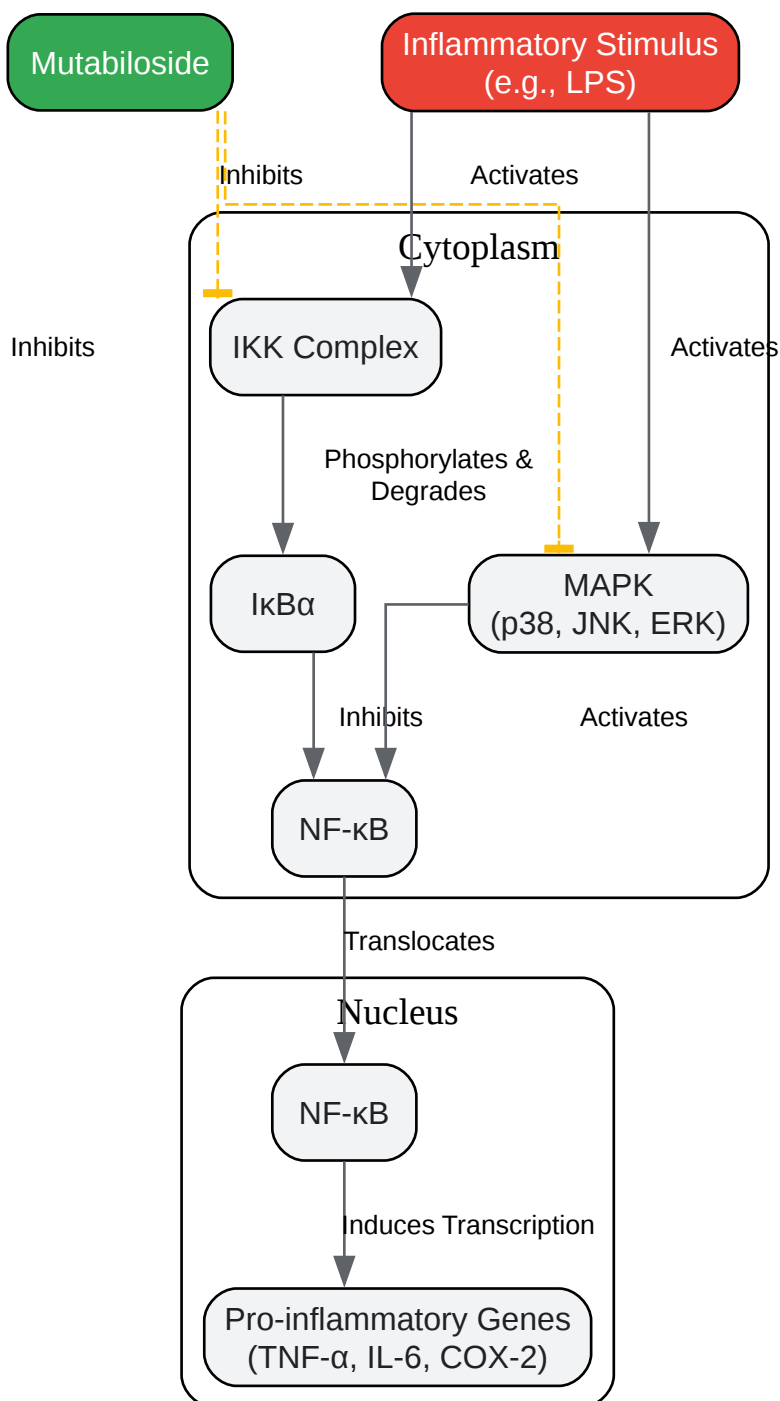 Mutabiloside
Inflammatory Stimulus
(e.g., LPS)
Inhibits
Activates
Cytoplasm
IKK Complex
Inhibits
Activates
Phosphorylates &
Degrades
IκBα
MAPK
(p38, JNK, ERK)
Inhibits
Activates
NF-κB
Translocates
Nucleus
NF-κB
Induces Transcription
Pro-inflammatory Genes
(TNF-α, IL-6, COX-2)